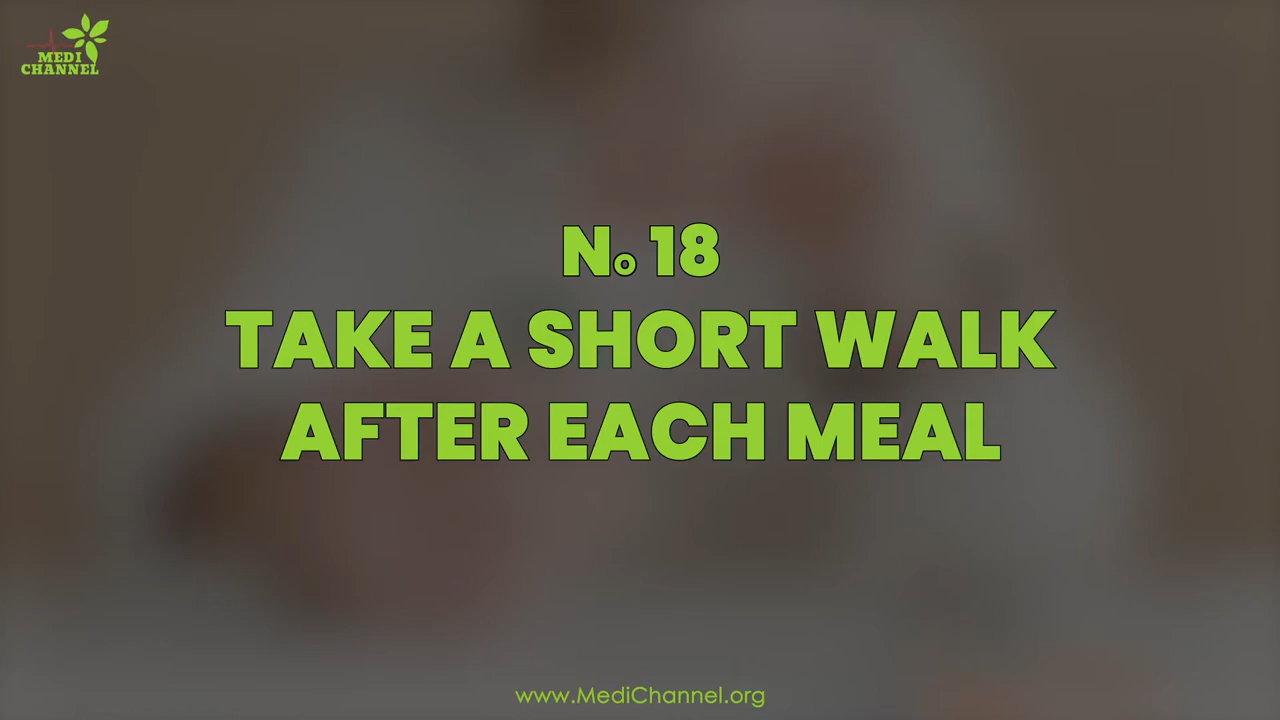 MEDI
CHANNEL
No 18
TAKE A SHORT WALK
AFTER EACH MEAL
www.MediChannel.org